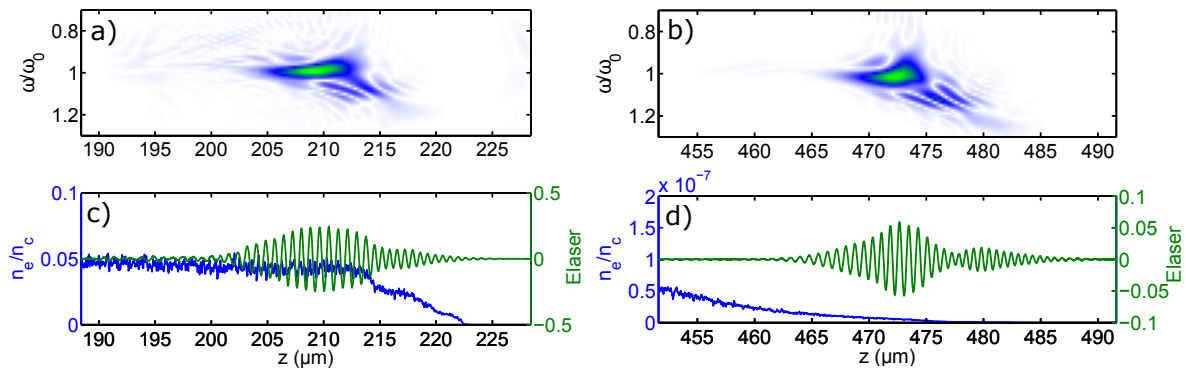 a)
ω/ω0
0.8
1
1.2
190 195 200 205 210 215 220 225
b)
ω/ω0
0.8
1
1.2
455 460 465 470 475 480 485 490
c)
ne/nc
0.1
0.05
0
0.5
0
−0.5
Elaser
190 195 200 205 210 215 220 225
z (μm)
d)
x 10−7
ne/nc
2
1.5
1
0.5
0
0.1
0.05
0
−0.05
−0.1
Elaser
455 460 465 470 475 480 485 490
z (μm)